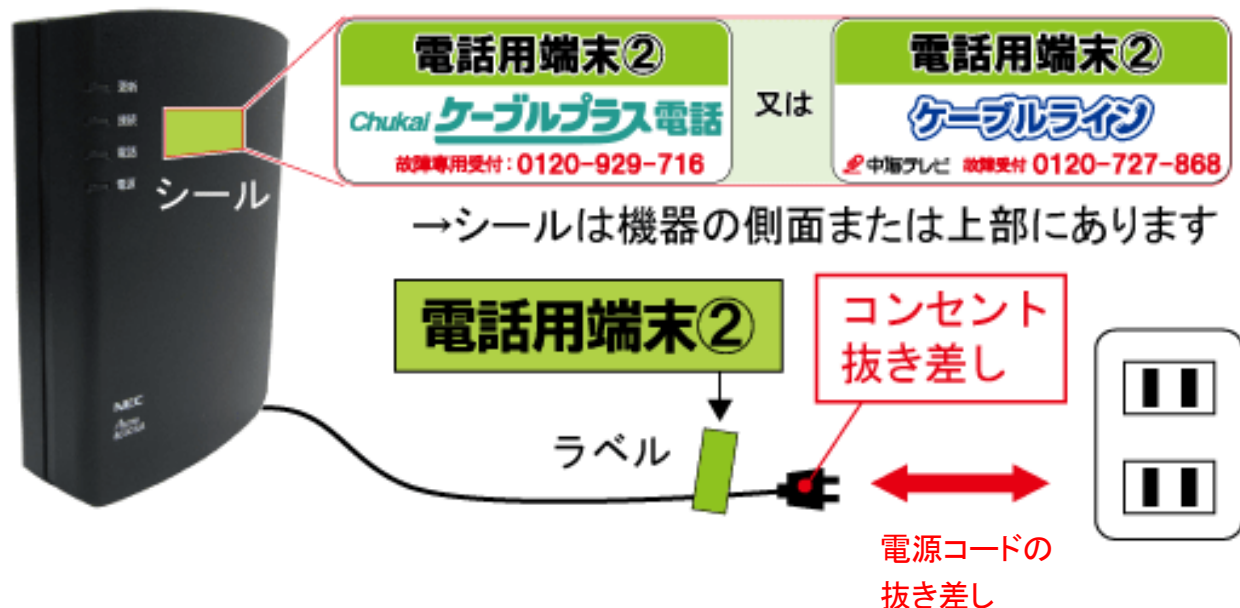 電話用端末②
Chukai ケーブルプラス電話
故障専用受付：0120-929-716
又は
電話用端末②
ケーブルライン
中海テレビ 故障受付 0120-727-868
電話
電源
シール
→シールは機器の側面または上部にあります
電話用端末②
コンセント
抜き差し
ラベル
NEC
電源コードの
抜き差し